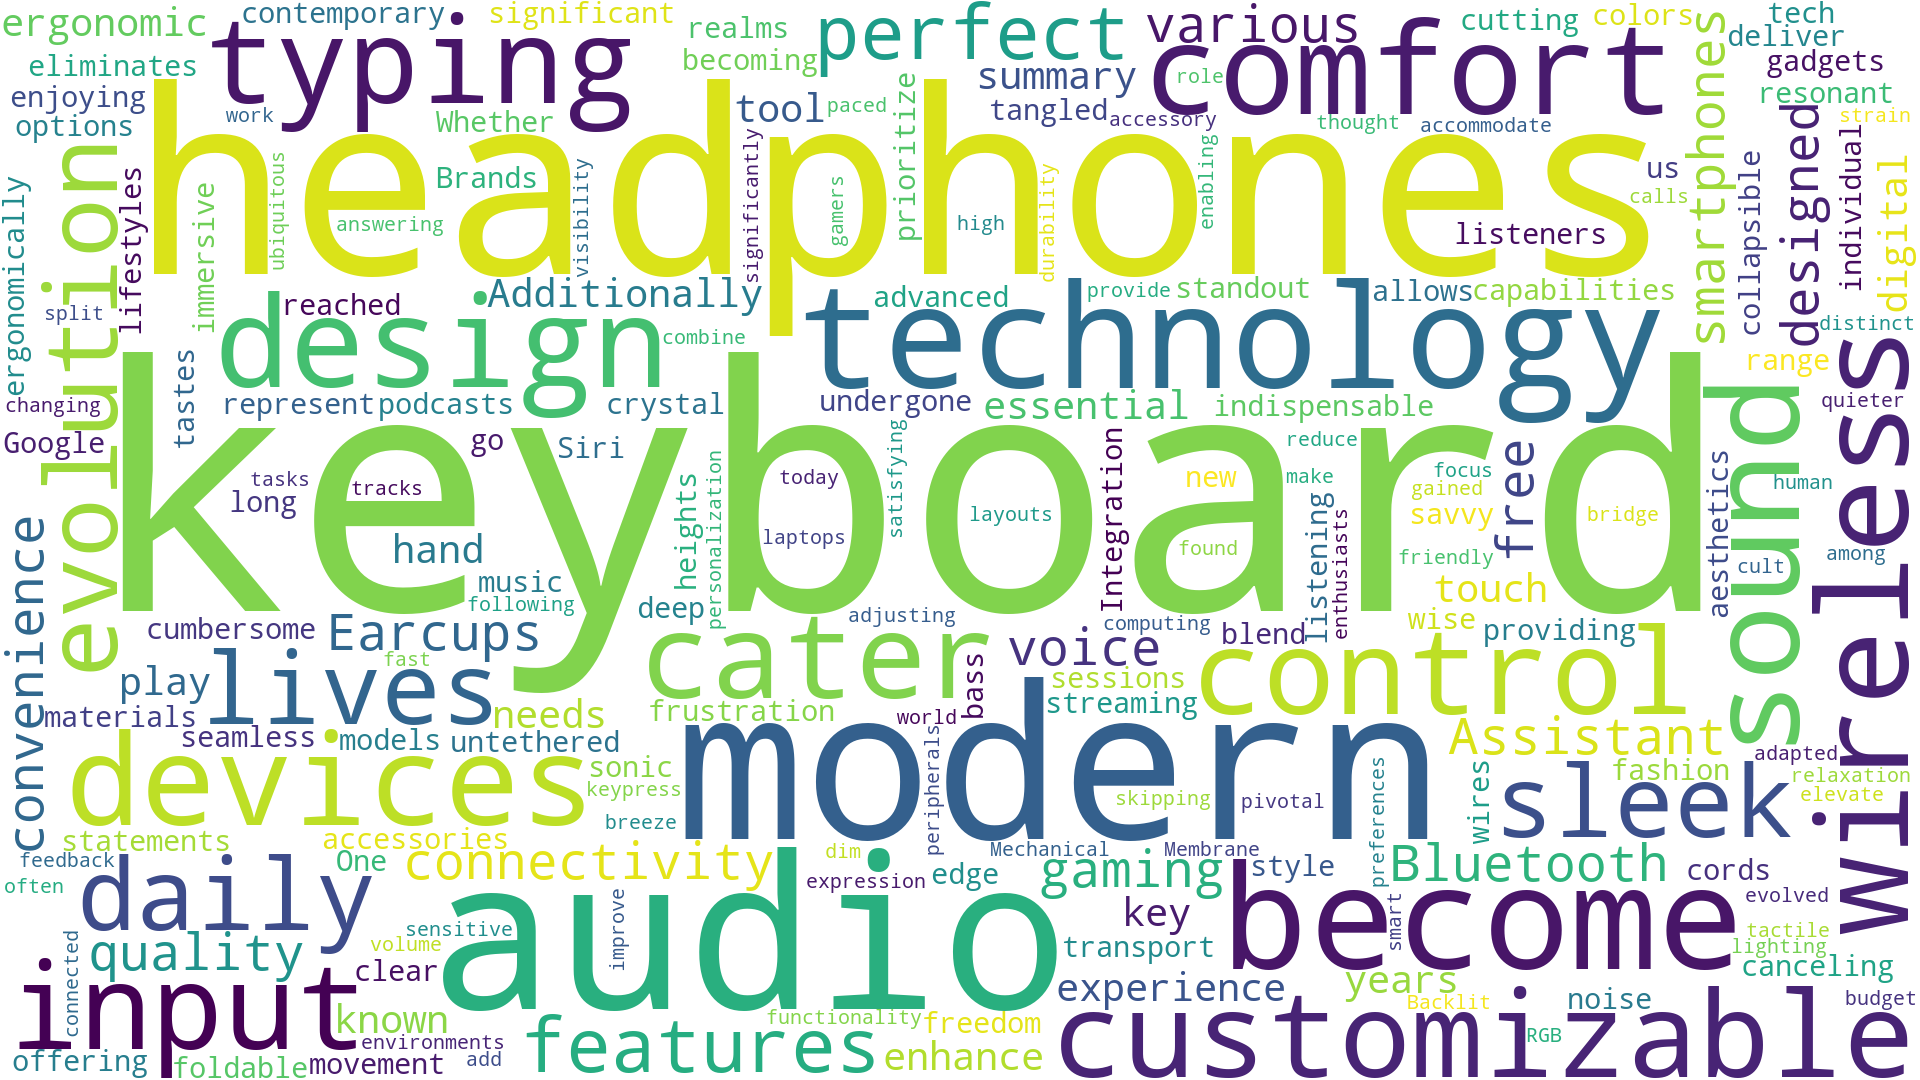 ergonomic
contemporary
significant
realms
perfect
various
cutting
colors
tech
deliver
typing
comfort
eliminates
becoming
summary
role
smartphones
gadgets
enjoying
work
Whether
tool
paced
prioritize
tangled
accessory
thought
accommodate
resonant
options
headphones
strain
evolution
lifestyles
ubiquitous
immersive
answering
Brands
visibility
significantly
gamers
high
durability
enabling
listeners
us
calls
collapsible
designed
individual
digital
ergonomically
split
reached
Additionally
advanced
provide
standout
allows
capabilities
distinct
design
combine
technology
range
changing
tastes
represent
podcasts
crystal
undergone
essential
indispensable
free
sound
wireless
quieter
Google
go
Siri
keyboard
satisfying
Integration
reduce
tasks
tracks
today
new
make
focus
gained
aesthetics
human
long
heights
personalization
laptops
layouts
savvy
bridge
convenience
hand
found
listening
enthusiasts
friendly
cult
among
music
following
deep
adjusting
computing
touch
wise
cumbersome
Earcups
cater
voice
blend
providing
fast
play
lives
bass
sessions
control
materials
needs
frustration
world
streaming
seamless
models
untethered
modern
peripherals
Assistant
adapted
devices
sonic
keypress
skipping
pivotal
preferences
wires
sleek
fashion
relaxation
elevate
statements
accessories
breeze
Mechanical
Membrane
feedback
One
connectivity
dim
expression
edge
gaming
style
Bluetooth
cords
often
daily
audio
key
become
smart
evolved
connected
quality
sensitive
volume
improve
transport
tactile
lighting
clear
experience
years
canceling
input
known
functionality
freedom
customizable
Backlit
noise
budget
offering
foldable
movement
environments
add
features
enhance
RGB